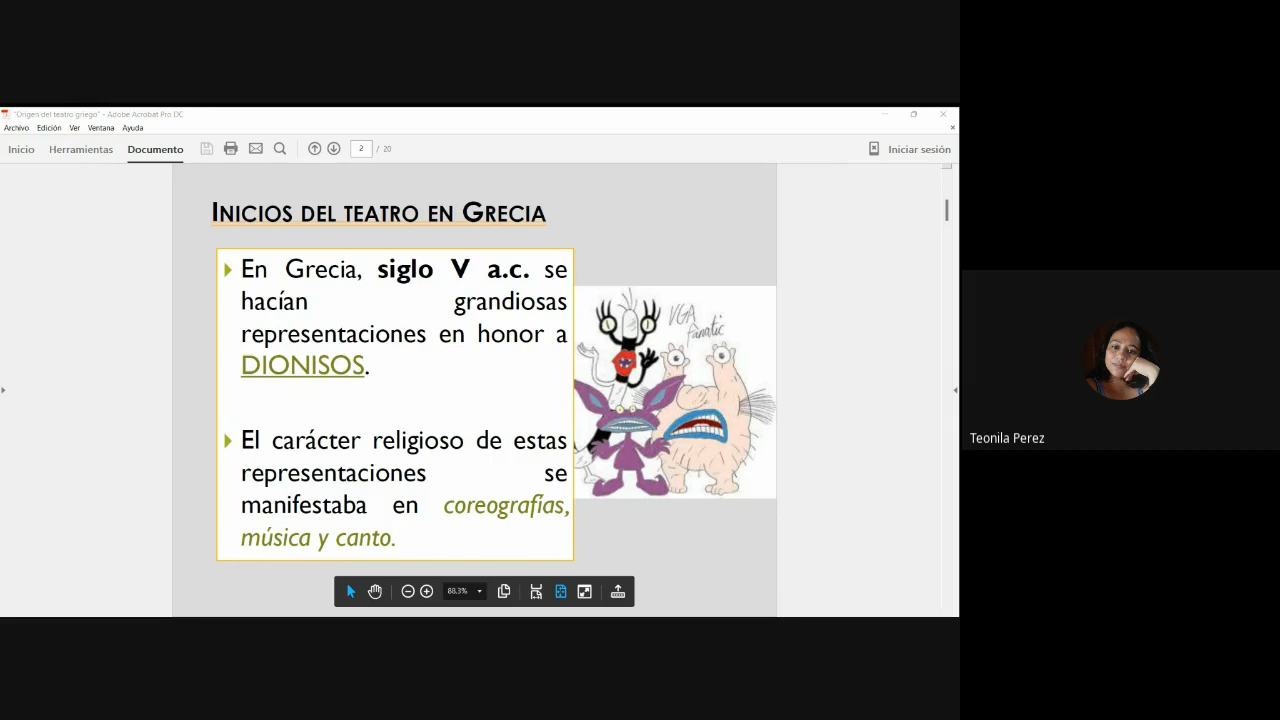 "Origen del teatro griego" - Adobe Acrobat Pro DC
Archivo Edición Ver Ventana Ayuda
Inicio Herramientas Documento 2 / 20 Iniciar sesión
INICIOS DEL TEATRO EN GRECIA
En Grecia, siglo V a.c. se
hacían grandiosas
representaciones en honor a
DIONISOS.
El carácter religioso de estas
representaciones se
manifestaba en coreografías,
música y canto.
VGA
Fanatic
88.3%
Teonila Perez